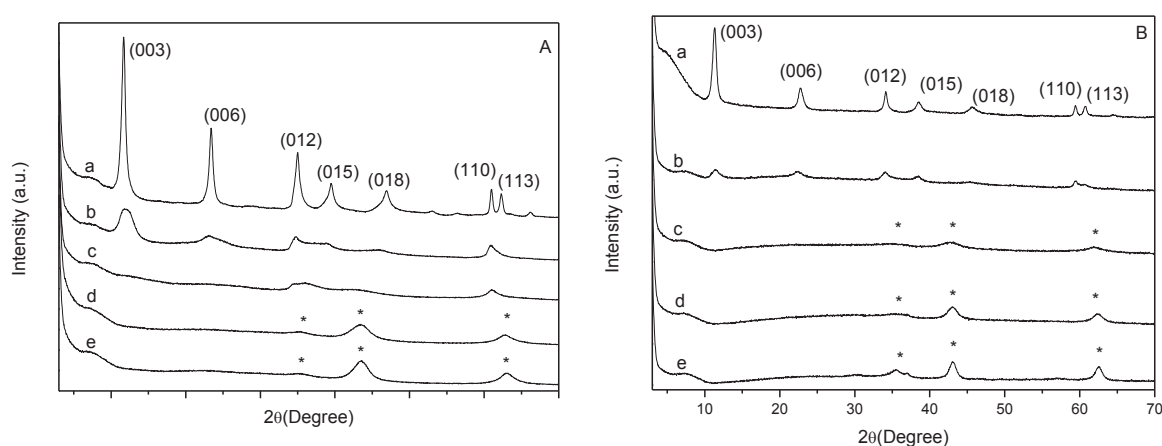 A
(003)
(006)
a
(012)
(015)
(018)
(110)
(113)
b
c
d
* * *
e
* * *
Intensity (a.u.)
2θ(Degree)
B
(003)
a
(006)
(012)
(015)
(018)
(110)
(113)
b
c
* * *
d
* * *
e
* * *
Intensity (a.u.)
10 20 30 40 50 60 70
2θ(Degree)